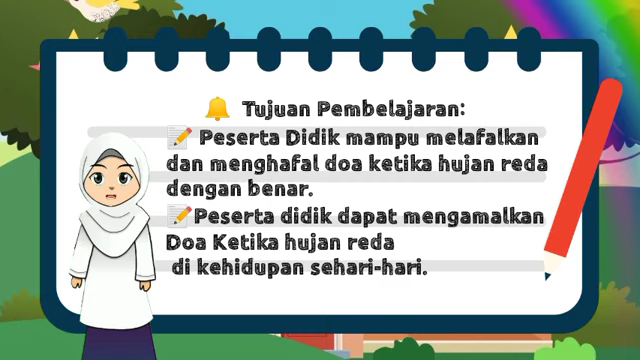 🔔 Tujuan Pembelajaran:
📝 Peserta Didik mampu melafalkan
dan menghafal doa ketika hujan reda
dengan benar.
📝Peserta didik dapat mengamalkan
Doa Ketika hujan reda
di kehidupan sehari-hari.